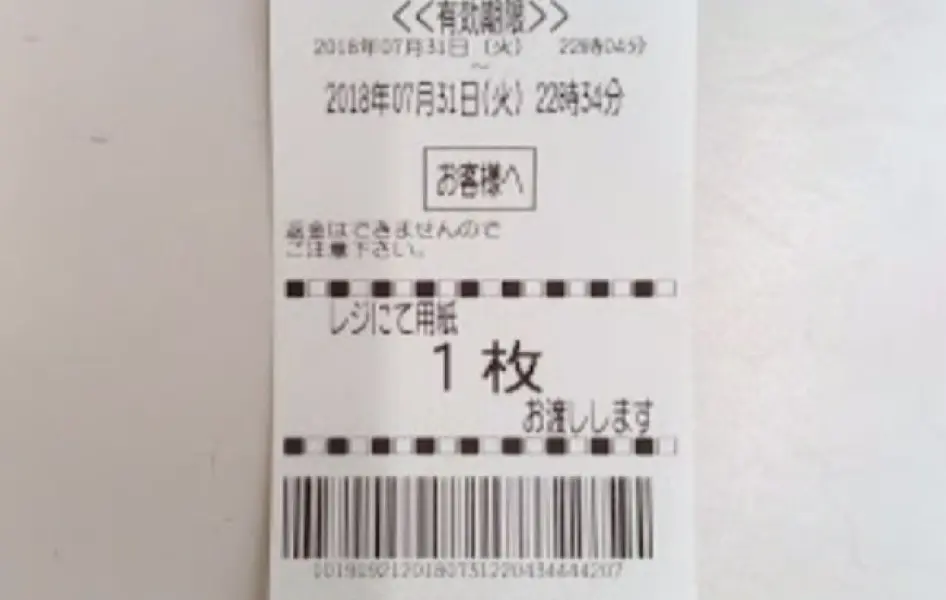 <<有効期限>>
2018年07月31日 (火) 22時04分
~
2018年07月31日(火) 22時34分
お客様へ
返金はできませんので
ご注意下さい。
レジにて用紙
1枚
お渡しします